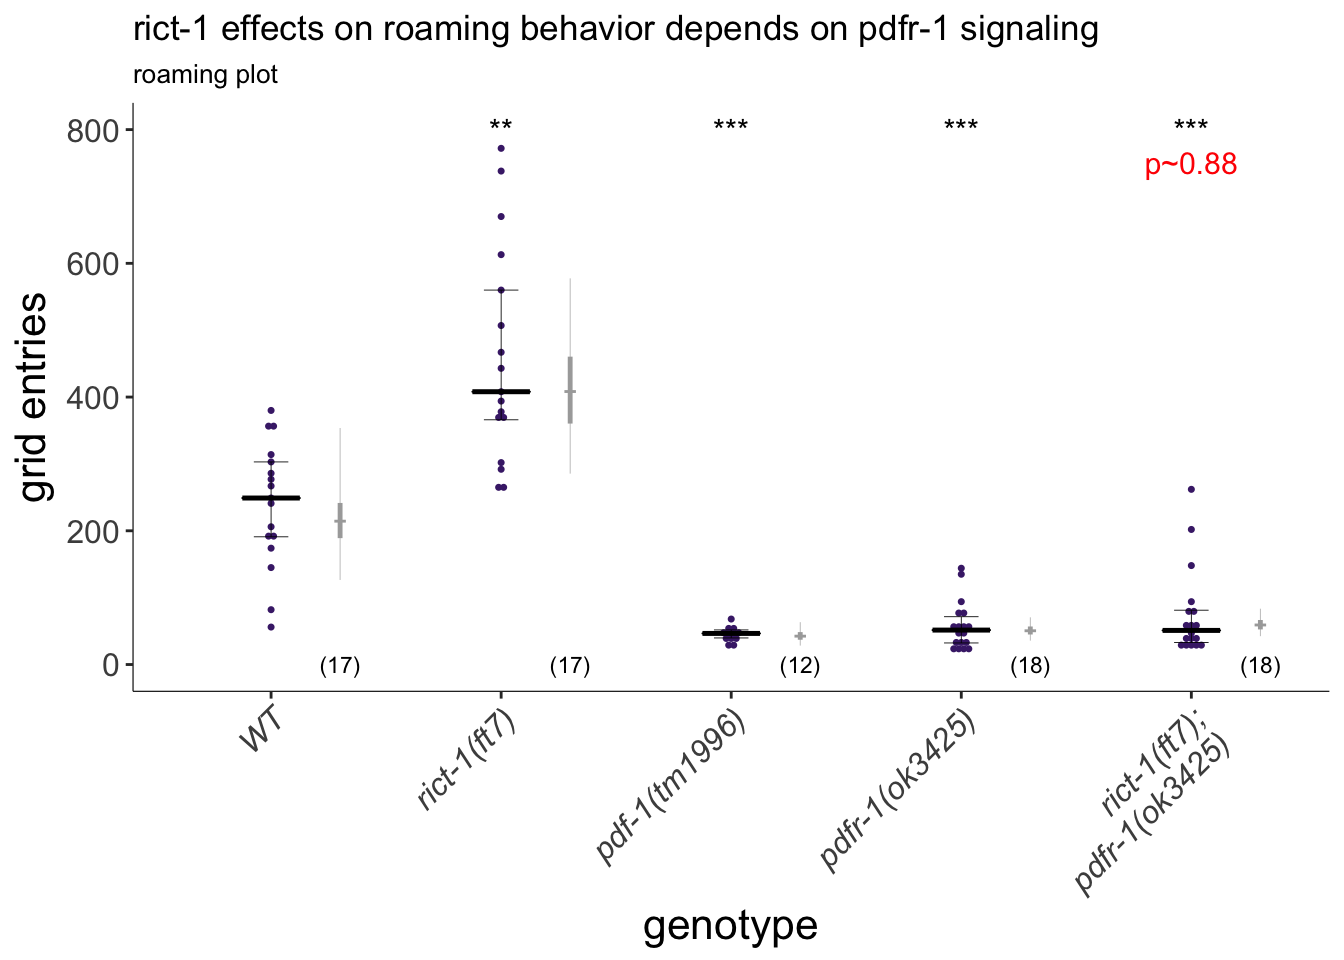 rict-1 effects on roaming behavior depends on pdfr-1 signaling
roaming plot
800
600
400
200
0
grid entries
**
***
***
***
p~0.88
(17)
(17)
(12)
(18)
(18)
WT
rict-1(ft7)
pdf-1(tm1996)
pdfr-1(ok3425)
rict-1(ft7);
pdfr-1(ok3425)
genotype